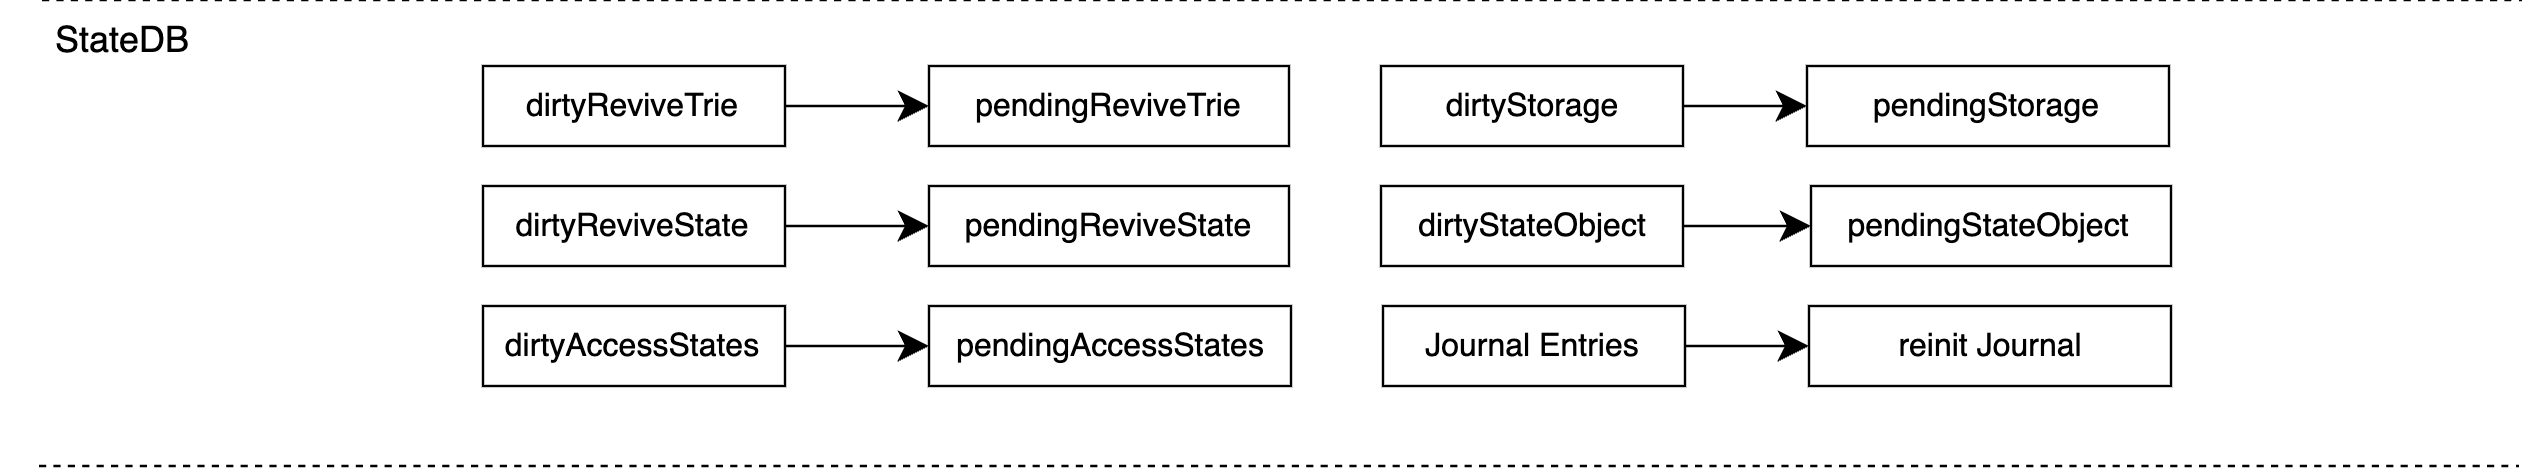 StateDB
dirtyReviveTrie
pendingReviveTrie
dirtyStorage
pendingStorage
dirtyReviveState
pendingReviveState
dirtyStateObject
pendingStateObject
dirtyAccessStates
pendingAccessStates
Journal Entries
reinit Journal